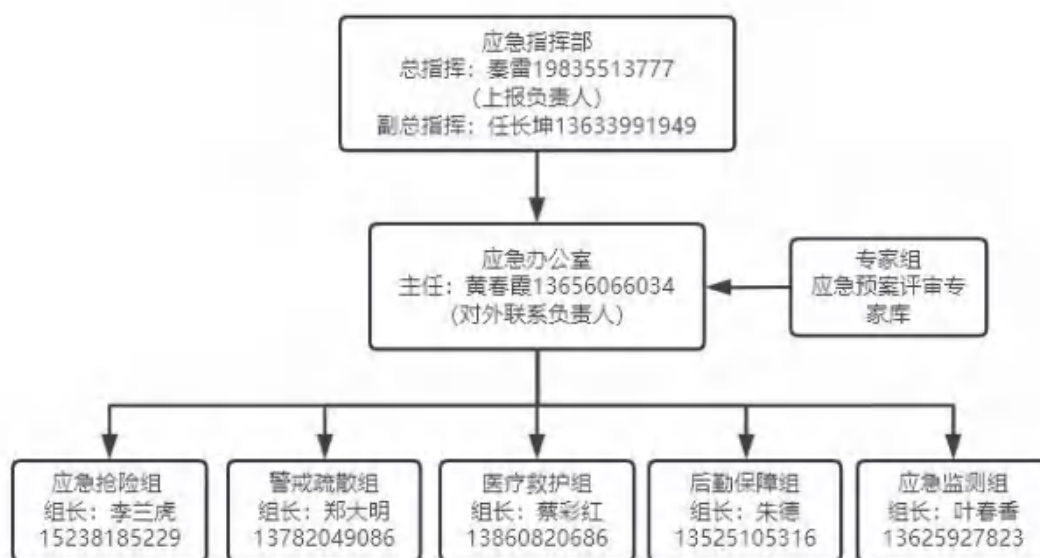 应急指挥部
总指挥：秦雷19835513777
(上报负责人)
副总指挥：任长坤13633991949
应急办公室
主任：黄春霞13656066034
(对外联系负责人)
专家组
应急预案评审专
家库
应急抢险组
组长：李兰虎
15238185229
警戒疏散组
组长：郑大明
13782049086
医疗救护组
组长：蔡彩红
13860820686
后勤保障组
组长：朱德
13525105316
应急监测组
组长：叶春香
13625927823